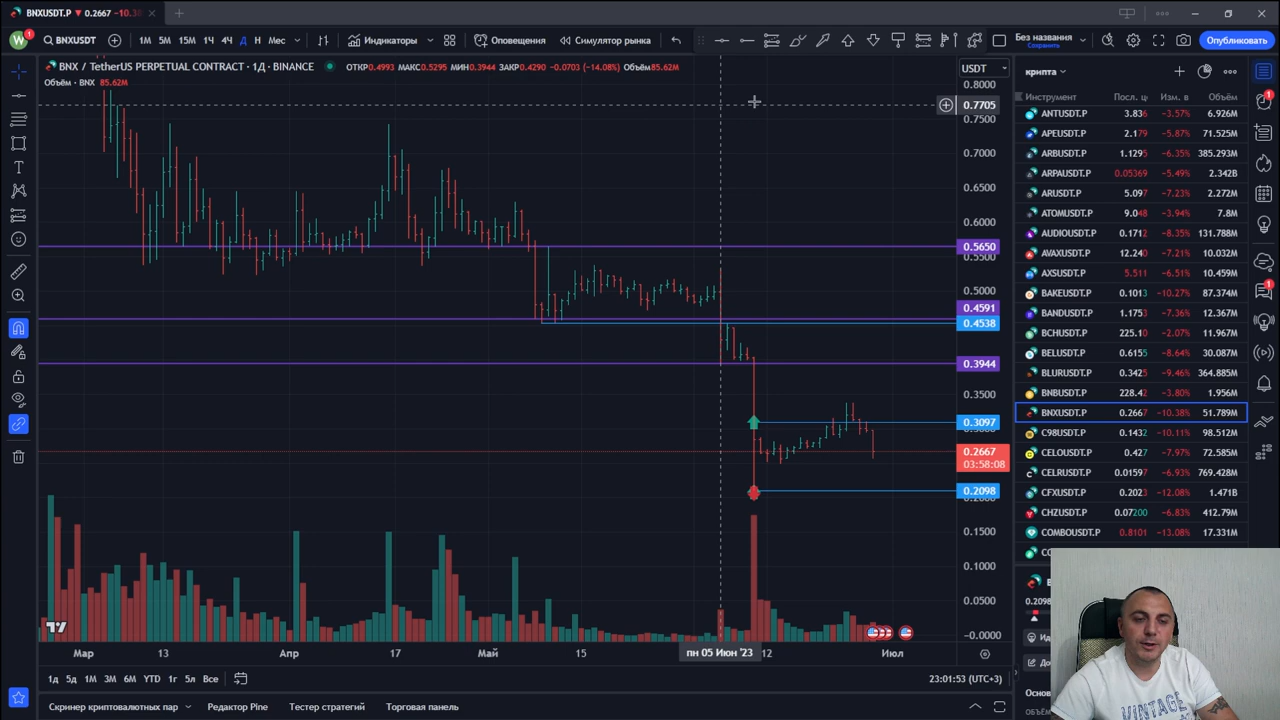 BNXUSDT.P 0.2667 -10.38
W 1
BNXUSDT
1М 5М 15М 1Ч 4Ч Д Н Мес
Индикаторы
Оповещения
Симулятор рынка
Без названия
Сохранить
Опубликовать
BNX / TetherUS PERPETUAL CONTRACT · 1Д · BINANCE
ОТКР0.4993 МАКС0.5295 МИН0.3944 ЗАКР0.4290 -0.0703 (-14.08%) Объём85.62M
Объём · BNX 85.62M
USDT
0.8000
0.7705
0.7500
0.7000
0.6500
0.6000
0.5650
0.5500
0.5000
0.4591
0.4538
0.3944
0.3500
0.3097
0.2667
03:58:08
0.2098
0.1500
0.1000
0.0500
-0.0000
Мар 13 Апр 17 Май 15 пн 05 Июн '23 12 Июл
1д 5д 1М 3М 6М YTD 1г 5л Все
23:01:53 (UTC+3)
Скринер криптовалютных пар
Редактор Pine
Тестер стратегий
Торговая панель
крипта
Инструмент Посл. ц Изм. в Объём
ANTUSDT.P 3.836 -3.57% 6.926M
APEUSDT.P 2.179 -5.87% 71.525M
ARBUSDT.P 1.1295 -6.35% 385.293M
ARPAUSDT.P 0.05369 -5.49% 2.342B
ARUSDT.P 5.097 -7.23% 2.272M
ATOMUSDT.P 9.048 -3.94% 7.8M
AUDIOUSDT.P 0.1712 -8.35% 131.788M
AVAXUSDT.P 12.240 -7.21% 10.032M
AXSUSDT.P 5.511 -6.51% 10.459M
BAKEUSDT.P 0.1013 -10.27% 87.374M
BANDUSDT.P 1.1753 -7.36% 12.367M
BCHUSDT.P 225.10 -2.07% 11.967M
BELUSDT.P 0.6155 -8.64% 30.087M
BLURUSDT.P 0.3425 -9.46% 364.885M
BNBUSDT.P 228.42 -3.80% 1.956M
BNXUSDT.P 0.2667 -10.38% 51.789M
C98USDT.P 0.1432 -10.11% 98.512M
CELOUSDT.P 0.427 -7.97% 72.585M
CELRUSDT.P 0.01597 -6.93% 769.428M
CFXUSDT.P 0.2023 -12.08% 1.471B
CHZUSDT.P 0.07200 -6.83% 412.79M
COMBOUSDT.P 0.8101 -13.08% 17.331M
0.2098
Ид
До
Основ
ОБЪЁМ
VINTAGE